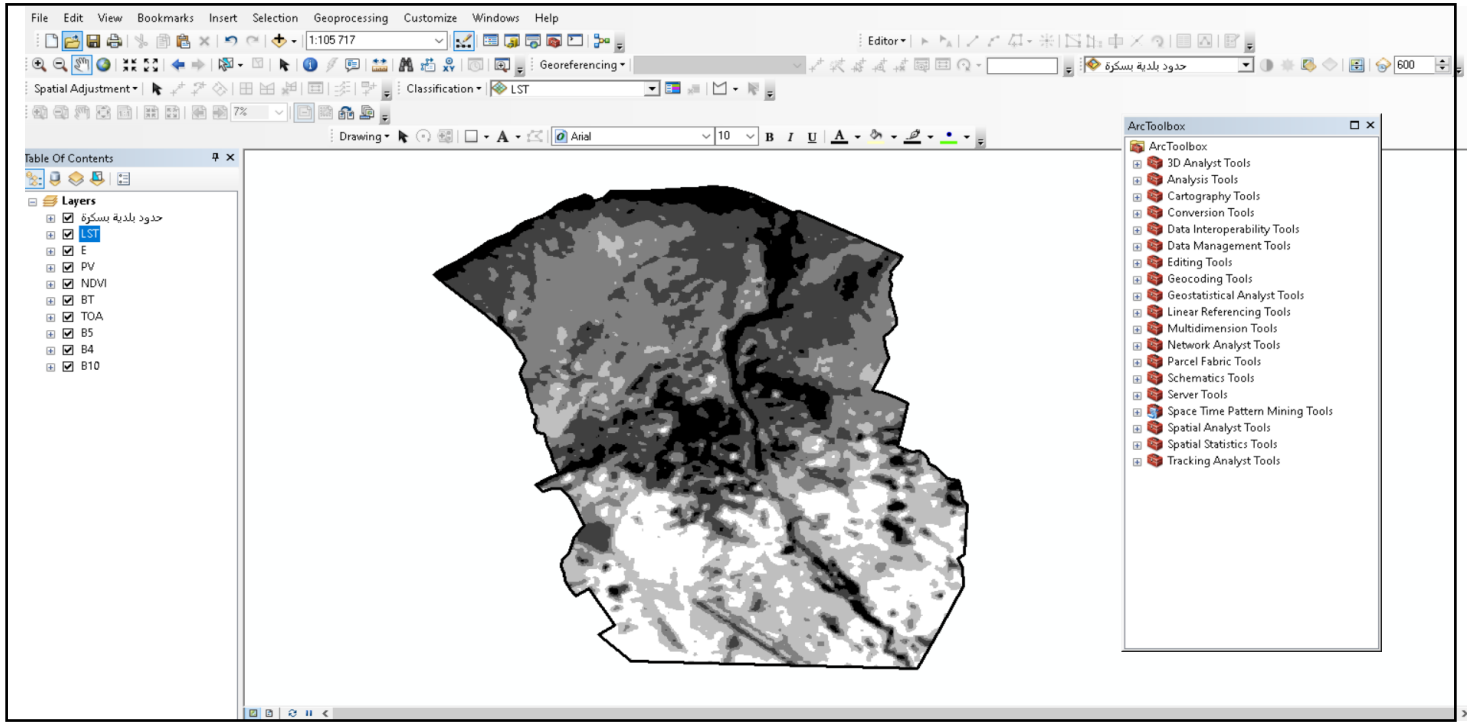 File Edit View Bookmarks Insert Selection Geoprocessing Customize Windows Help
1:105 717
Editor
Georeferencing
حدود بلدية بسكرة
600
Spatial Adjustment
Classification
LST
7%
Drawing
A
Arial
10
B I U A
Table Of Contents
Layers
حدود بلدية بسكرة
LST
E
PV
NDVI
BT
TOA
B5
B4
B10
ArcToolbox
ArcToolbox
3D Analyst Tools
Analysis Tools
Cartography Tools
Conversion Tools
Data Interoperability Tools
Data Management Tools
Editing Tools
Geocoding Tools
Geostatistical Analyst Tools
Linear Referencing Tools
Multidimension Tools
Network Analyst Tools
Parcel Fabric Tools
Schematics Tools
Server Tools
Space Time Pattern Mining Tools
Spatial Analyst Tools
Spatial Statistics Tools
Tracking Analyst Tools